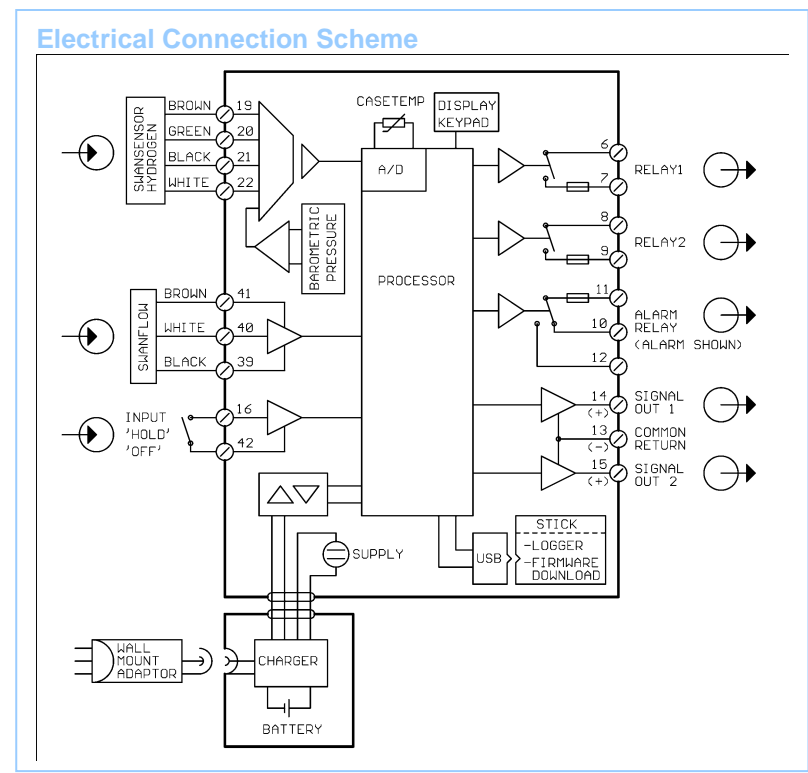 Electrical Connection Scheme
SWANSENSOR
HYDROGEN
BROWN 19
GREEN 20
BLACK 21
WHITE 22
CASETEMP
DISPLAY
KEYPAD
A/D
BAROMETRIC
PRESSURE
PROCESSOR
6
7
RELAY1
8
9
RELAY2
11
10
12
ALARM
RELAY
(ALARM SHOWN)
SWANFLOW
BROWN 41
WHITE 40
BLACK 39
INPUT
'HOLD'
'OFF'
16
42
14
(+)
SIGNAL
OUT 1
13
(-)
COMMON
RETURN
15
(+)
SIGNAL
OUT 2
SUPPLY
USB
STICK
-LOGGER
-FIRMWARE
DOWNLOAD
WALL
MOUNT
ADAPTOR
CHARGER
BATTERY